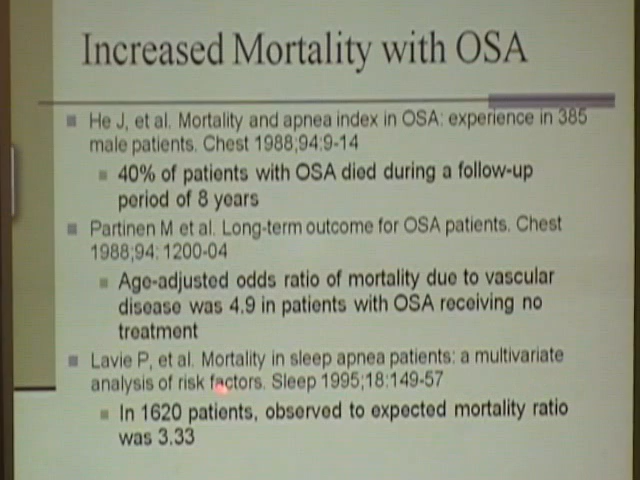 Increased Mortality with OSA
He J, et al. Mortality and apnea index in OSA: experience in 385
male patients. Chest 1988;94:9-14
40% of patients with OSA died during a follow-up
period of 8 years
Partinen M et al. Long-term outcome for OSA patients. Chest
1988;94: 1200-04
Age-adjusted odds ratio of mortality due to vascular
disease was 4.9 in patients with OSA receiving no
treatment
Lavie P, et al. Mortality in sleep apnea patients: a multivariate
analysis of risk factors. Sleep 1995;18:149-57
In 1620 patients, observed to expected mortality ratio
was 3.33